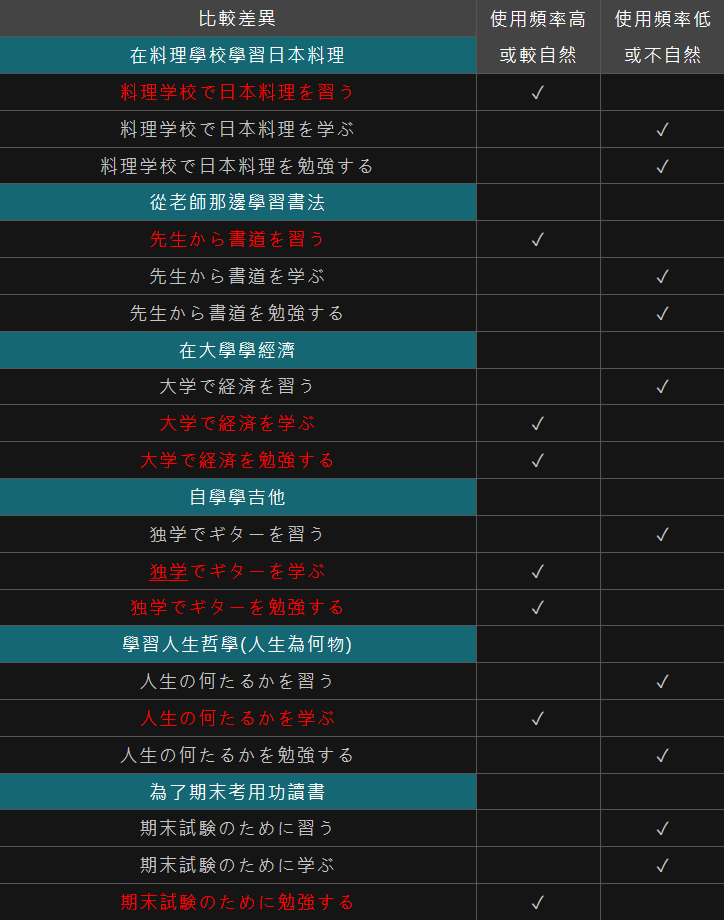 比較差異 使用頻率高 使用頻率低
在料理學校學習日本料理 或較自然 或不自然
料理学校で日本料理を習う ✓
料理学校で日本料理を学ぶ ✓
料理学校で日本料理を勉強する ✓
從老師那邊學習書法
先生から書道を習う ✓
先生から書道を学ぶ ✓
先生から書道を勉強する ✓
在大學學經濟
大学で経済を習う ✓
大学で経済を学ぶ ✓
大学で経済を勉強する ✓
自學學吉他
独学でギターを習う ✓
独学でギターを学ぶ ✓
独学でギターを勉強する ✓
學習人生哲學(人生為何物)
人生の何たるかを習う ✓
人生の何たるかを学ぶ ✓
人生の何たるかを勉強する ✓
為了期末考用功讀書
期末試験のために習う ✓
期末試験のために学ぶ ✓
期末試験のために勉強する ✓